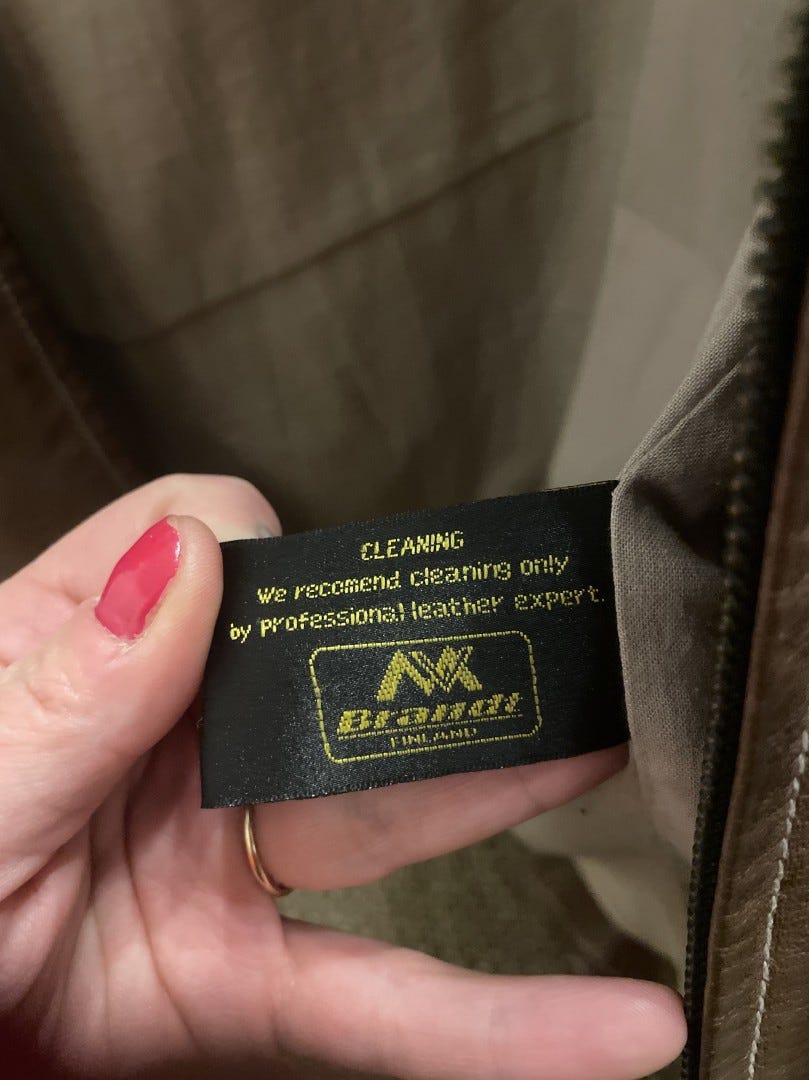 CLEANING
We recomend cleaning only
by professional leather expert.
Brandt
FINLAND